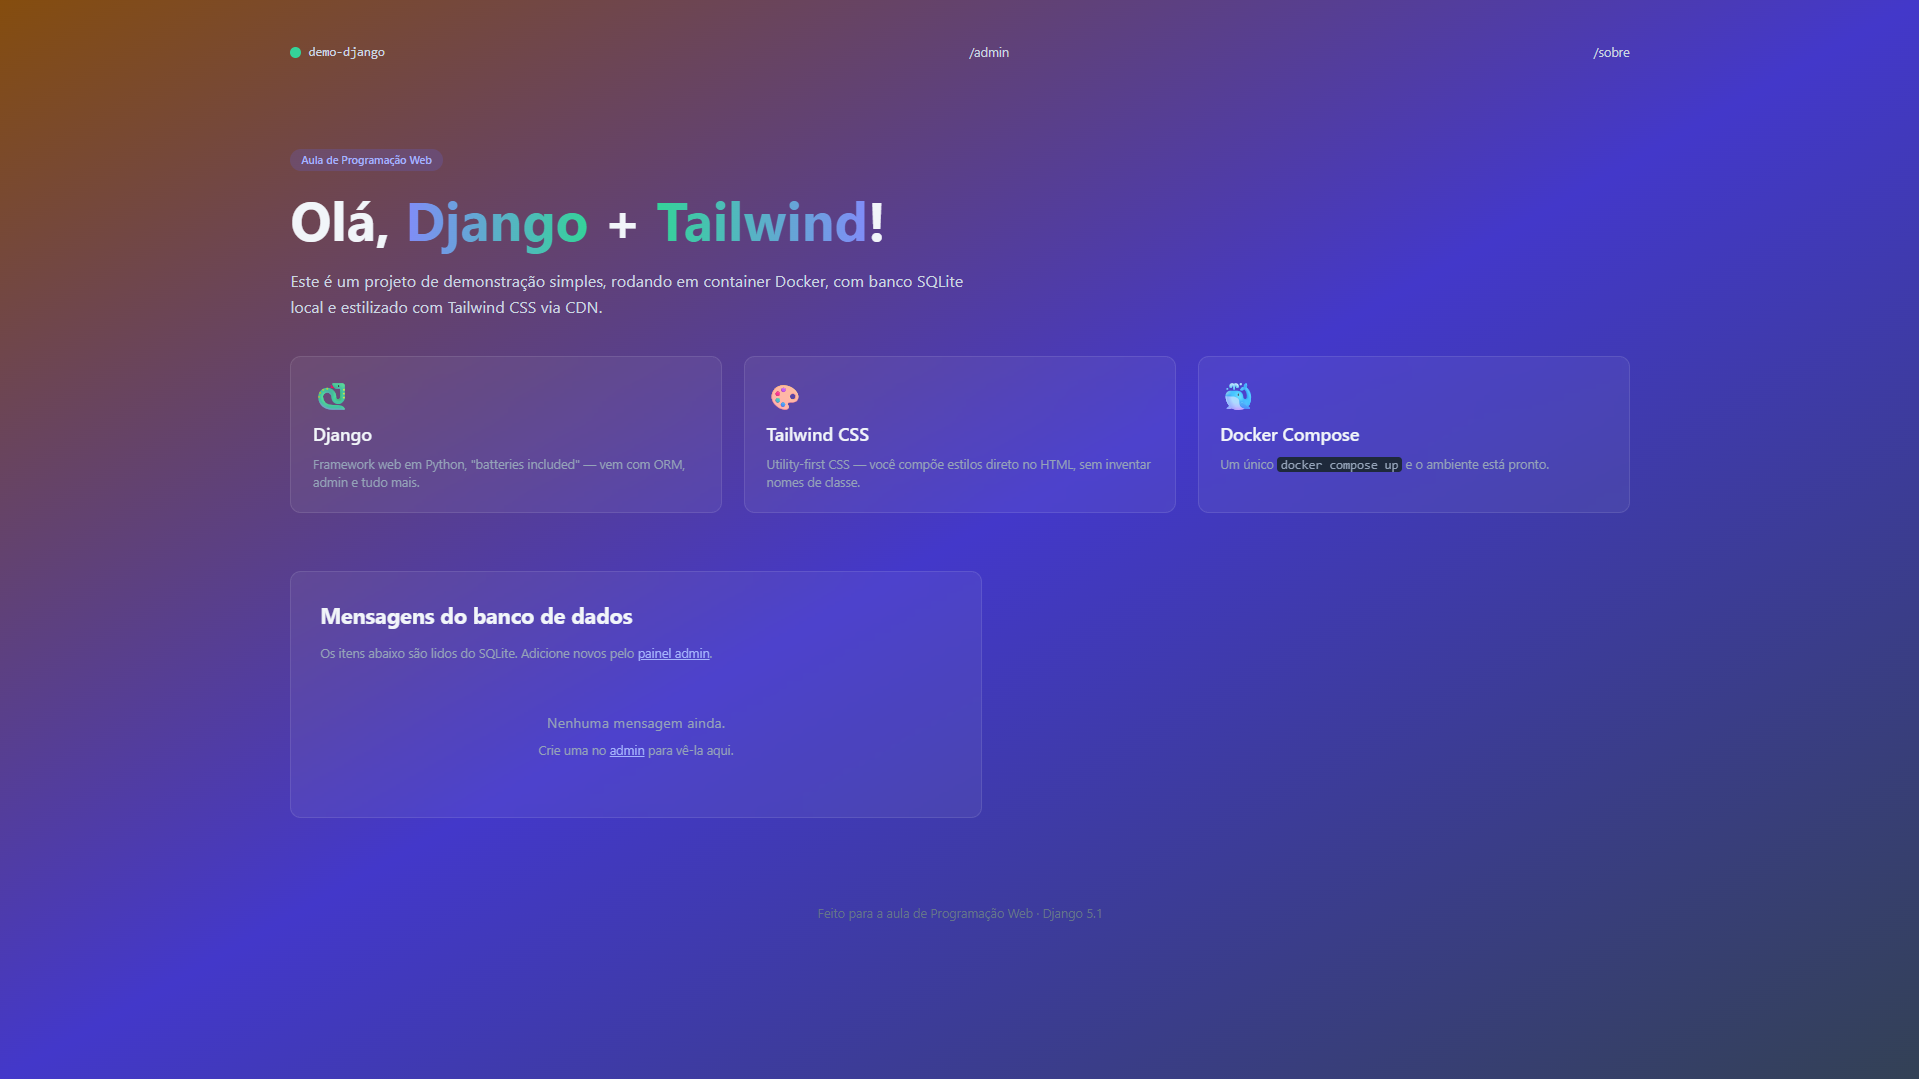 demo-django
/admin
/sobre
Aula de Programação Web
Olá, Django + Tailwind!
Este é um projeto de demonstração simples, rodando em container Docker, com banco SQLite
local e estilizado com Tailwind CSS via CDN.
Django
Framework web em Python, "batteries included" — vem com ORM,
admin e tudo mais.
Tailwind CSS
Utility-first CSS — você compõe estilos direto no HTML, sem inventar
nomes de classe.
Docker Compose
Um único docker compose up e o ambiente está pronto.
Mensagens do banco de dados
Os itens abaixo são lidos do SQLite. Adicione novos pelo painel admin.
Nenhuma mensagem ainda.
Crie uma no admin para vê-la aqui.
Feito para a aula de Programação Web · Django 5.1